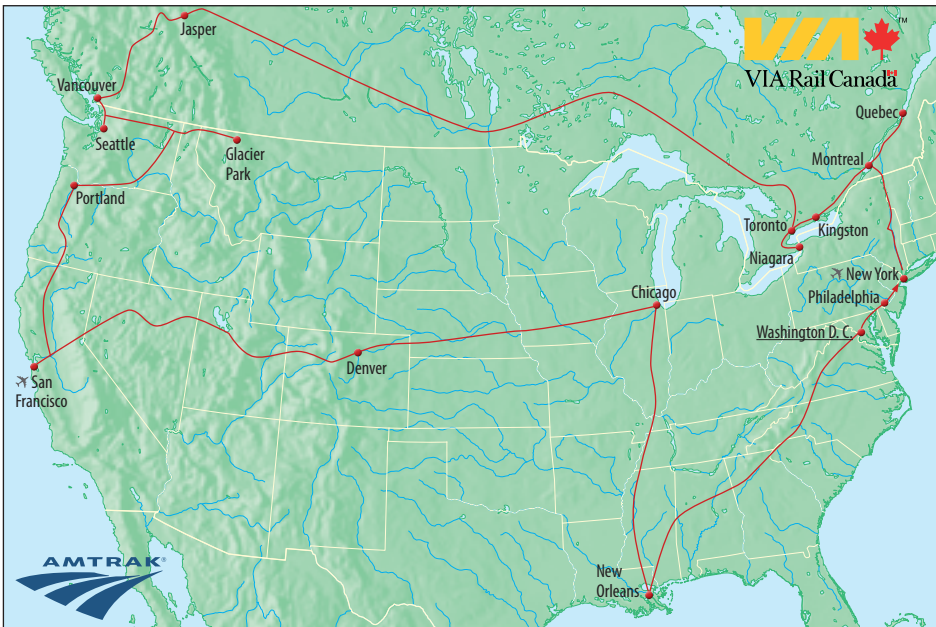 Jasper
VIA
™
VIA Rail Canada
Vancouver
Quebec
Seattle
Glacier
Park
Montreal
Portland
Toronto
Kingston
Niagara
New York
Chicago
Philadelphia
Washington D. C.
Denver
San
Francisco
AMTRAK®
New
Orleans